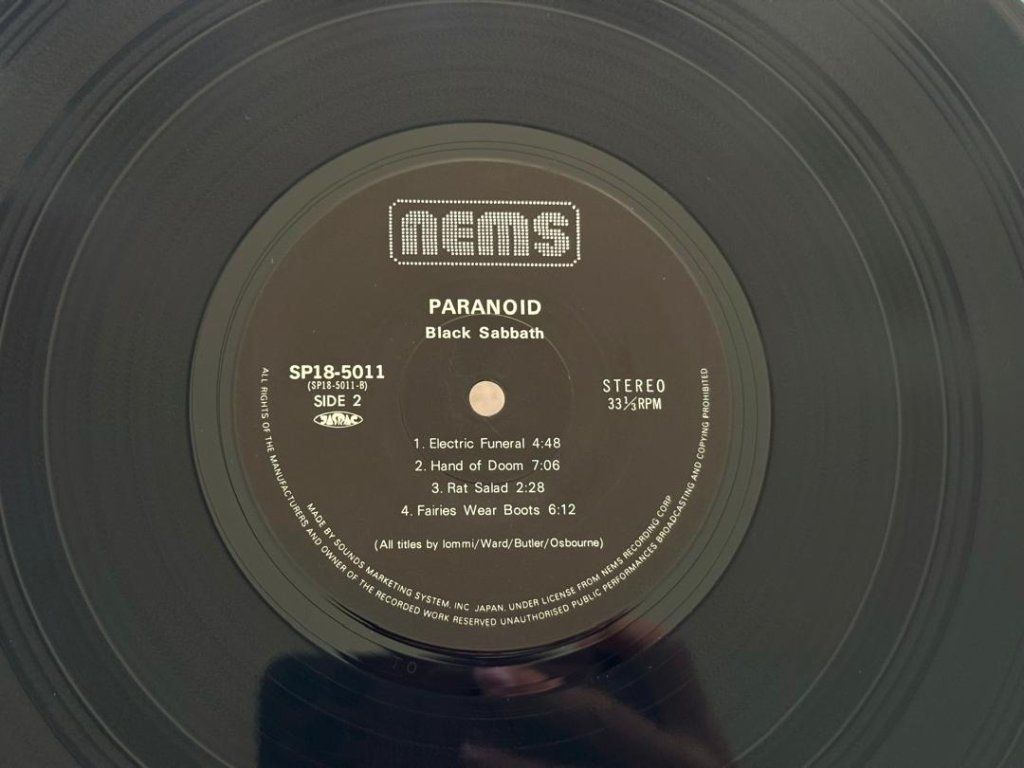 NEMS
PARANOID
Black Sabbath
SP18-5011
(SP18-5011-B)
SIDE 2
JASRAC
STEREO
33⅓RPM
1. Electric Funeral 4:48
2. Hand of Doom 7:06
3. Rat Salad 2:28
4. Fairies Wear Boots 6:12
(All titles by Iommi/Ward/Butler/Osbourne)
MADE BY SOUNDS MARKETING SYSTEM, INC JAPAN, UNDER LICENSE FROM NEMS RECORDING CORP
ALL RIGHTS OF THE MANUFACTURERS AND OWNER OF THE RECORDED WORK RESERVED UNAUTHORISED PUBLIC PERFORMANCES BROADCASTING AND COPYING PROHIBITED
TO